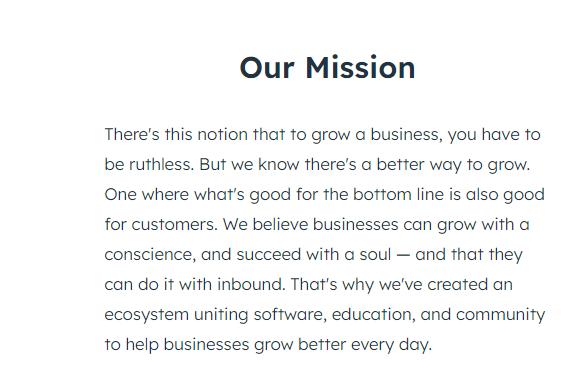 Our Mission
There's this notion that to grow a business, you have to
be ruthless. But we know there's a better way to grow.
One where what's good for the bottom line is also good
for customers. We believe businesses can grow with a
conscience, and succeed with a soul — and that they
can do it with inbound. That's why we've created an
ecosystem uniting software, education, and community
to help businesses grow better every day.